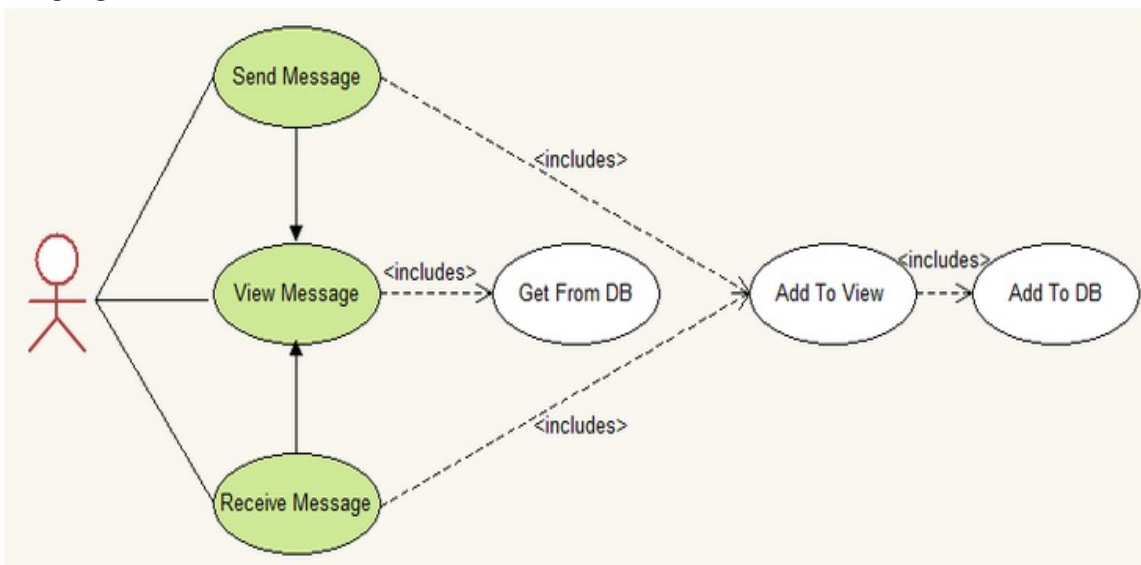 Send Message
<includes>
View Message
<includes>
Get From DB
Add To View
<includes>
Add To DB
<includes>
Receive Message